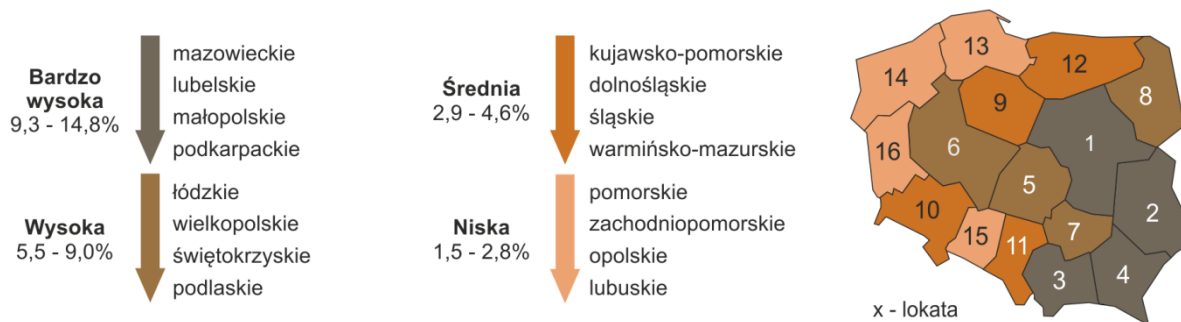 Bardzo
wysoka
9,3 - 14,8%
mazowieckie
lubelskie
małopolskie
podkarpackie
Wysoka
5,5 - 9,0%
łódzkie
wielkopolskie
świętokrzyskie
podlaskie
Średnia
2,9 - 4,6%
kujawsko-pomorskie
dolnośląskie
śląskie
warmińsko-mazurskie
Niska
1,5 - 2,8%
pomorskie
zachodniopomorskie
opolskie
lubuskie
13
12
14
8
9
1
6
16
5
2
10
7
15
11
3
4
x - lokata